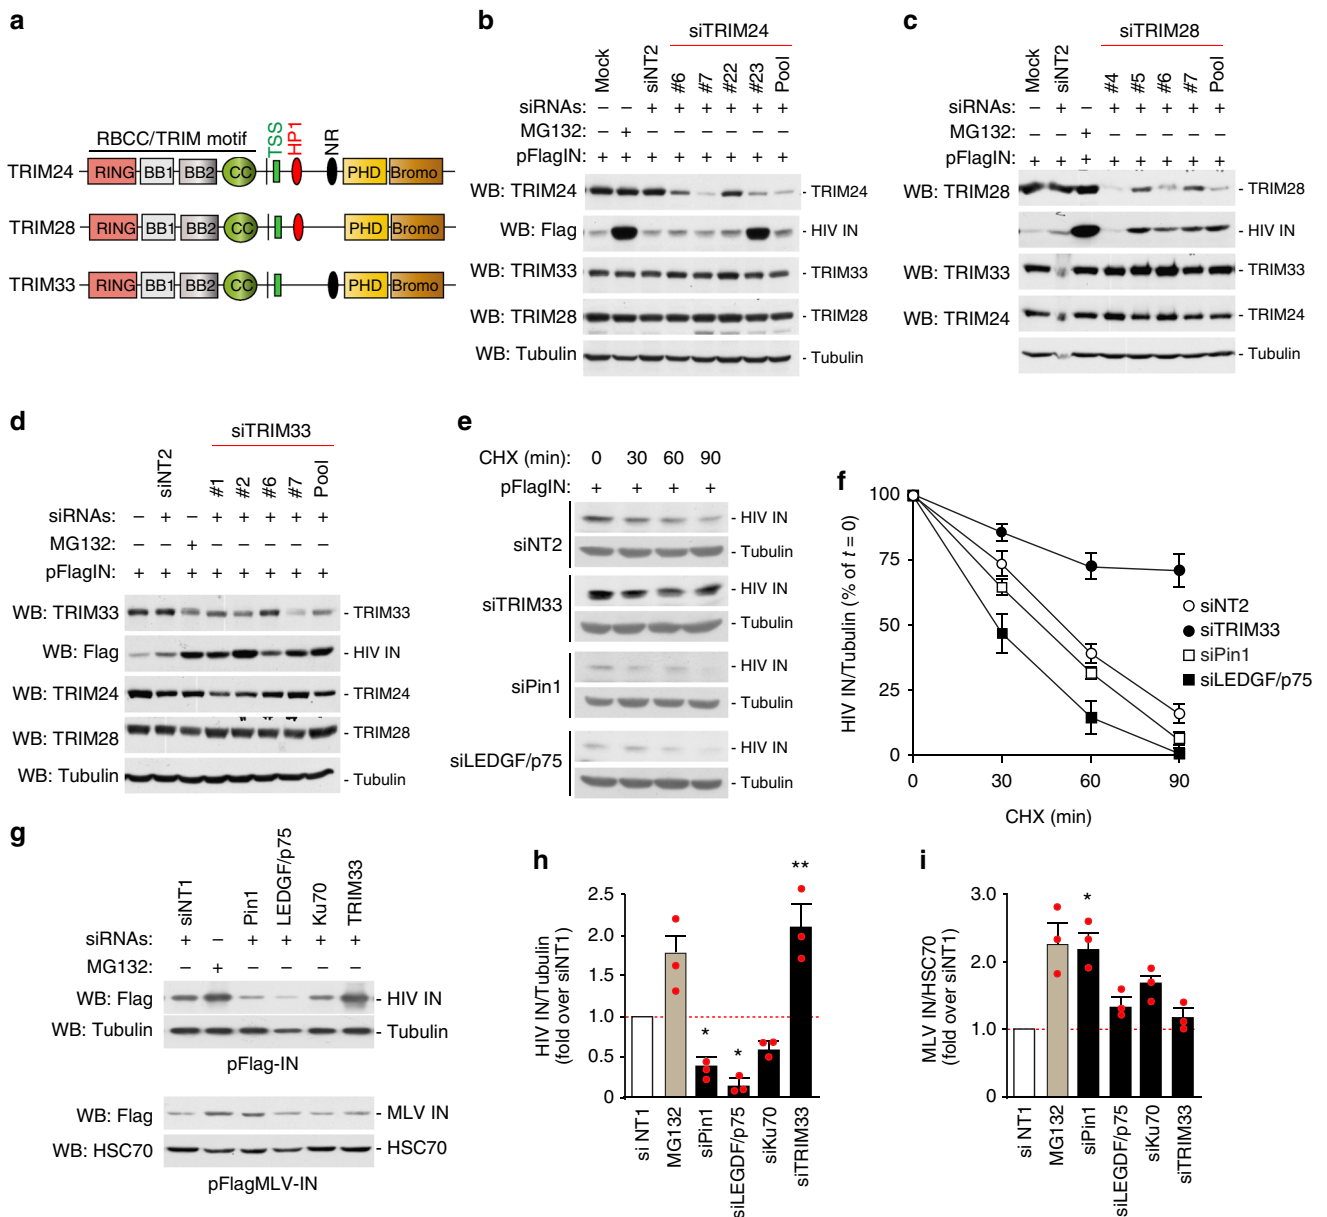 a
RBCC/TRIM motif
TSS
HP1
NR
TRIM24 RING BB1 BB2 CC PHD Bromo
TRIM28 RING BB1 BB2 CC PHD Bromo
TRIM33 RING BB1 BB2 CC PHD Bromo
b
siTRIM24
Mock siNT2 #6 #7 #22 #23 Pool
siRNAs: – – + + + + + +
MG132: – + – – – – – –
pFlagIN: + + + + + + + +
WB: TRIM24 - TRIM24
WB: Flag - HIV IN
WB: TRIM33 - TRIM33
WB: TRIM28 - TRIM28
WB: Tubulin - Tubulin
c
siTRIM28
Mock siNT2 #4 #5 #6 #7 Pool
siRNAs: – + – + + + + +
MG132: – – + – – – – –
pFlagIN: + + + + + + + +
WB: TRIM28 - TRIM28
- HIV IN
WB: TRIM33 - TRIM33
WB: TRIM24 - TRIM24
- Tubulin
d
siTRIM33
siNT2 #1 #2 #6 #7 Pool
siRNAs: – + – + + + + +
MG132: – – + – – – – –
pFlagIN: + + + + + + + +
WB: TRIM33 - TRIM33
WB: Flag - HIV IN
WB: TRIM24 - TRIM24
WB: TRIM28 - TRIM28
WB: Tubulin - Tubulin
e
CHX (min): 0 30 60 90
pFlagIN: + + + +
siNT2
- HIV IN
- Tubulin
siTRIM33
- HIV IN
- Tubulin
siPin1
- HIV IN
- Tubulin
siLEDGF/p75
- HIV IN
- Tubulin
f
HIV IN/Tubulin (% of t = 0)
100
75
50
25
0
0 30 60 90
CHX (min)
siNT2
siTRIM33
siPin1
siLEDGF/p75
g
siNT1 Pin1 LEDGF/p75 Ku70 TRIM33
siRNAs: + – + + + +
MG132: – + – – – –
WB: Flag - HIV IN
WB: Tubulin - Tubulin
pFlag-IN
WB: Flag - MLV IN
WB: HSC70 - HSC70
pFlagMLV-IN
h
HIV IN/Tubulin
(fold over siNT1)
2.5
2.0
1.5
1.0
0.5
0
* * **
si NT1 MG132 siPin1 siLEGDF/p75 siKu70 siTRIM33
i
MLV IN/HSC70
(fold over siNT1)
3.0
2.0
1.0
0
*
si NT1 MG132 siPin1 siLEGDF/p75 siKu70 siTRIM33